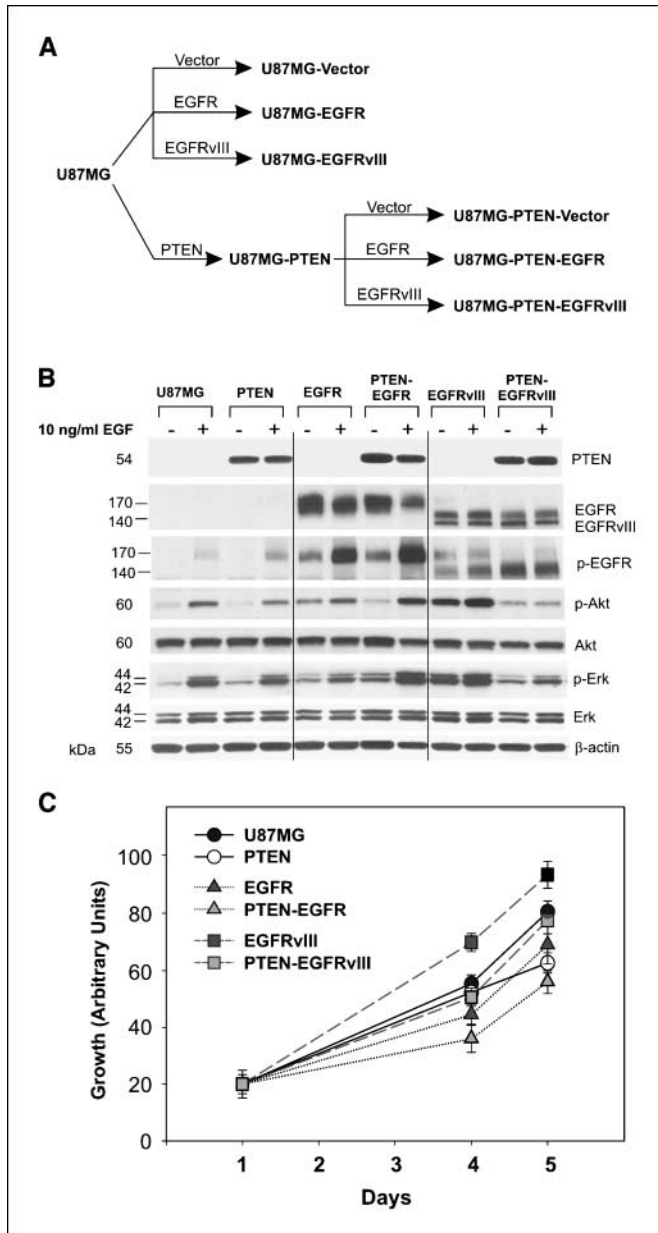 A
Vector
U87MG-Vector
EGFR
U87MG-EGFR
EGFRvIII
U87MG-EGFRvIII
U87MG
PTEN
U87MG-PTEN
Vector
U87MG-PTEN-Vector
EGFR
U87MG-PTEN-EGFR
EGFRvIII
U87MG-PTEN-EGFRvIII
B
U87MG PTEN EGFR PTEN-EGFR EGFRvIII PTEN-EGFRvIII
10 ng/ml EGF - + - + - + - + - + - +
54 PTEN
170 EGFR
140 EGFRvIII
170 p-EGFR
140
60 p-Akt
60 Akt
44 p-Erk
42
44 Erk
42
kDa 55 β-actin
C
U87MG
PTEN
EGFR
PTEN-EGFR
EGFRvIII
PTEN-EGFRvIII
Growth (Arbitrary Units)
100
80
60
40
20
0
1 2 3 4 5
Days